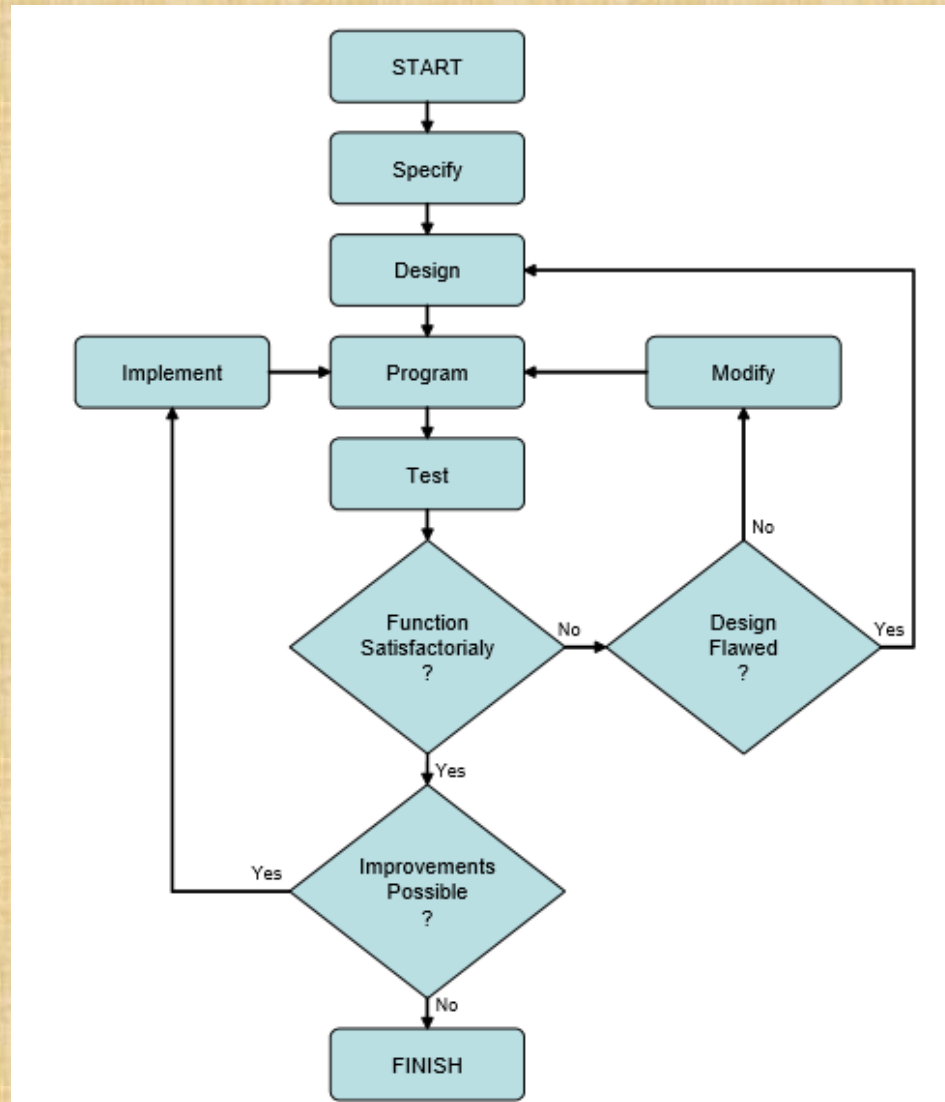 START
Specify
Design
Implement
Program
Modify
Test
No
Function
Satisfactorialy
?
No
Design
Flawed
?
Yes
Yes
Improvements
Possible
?
Yes
No
FINISH